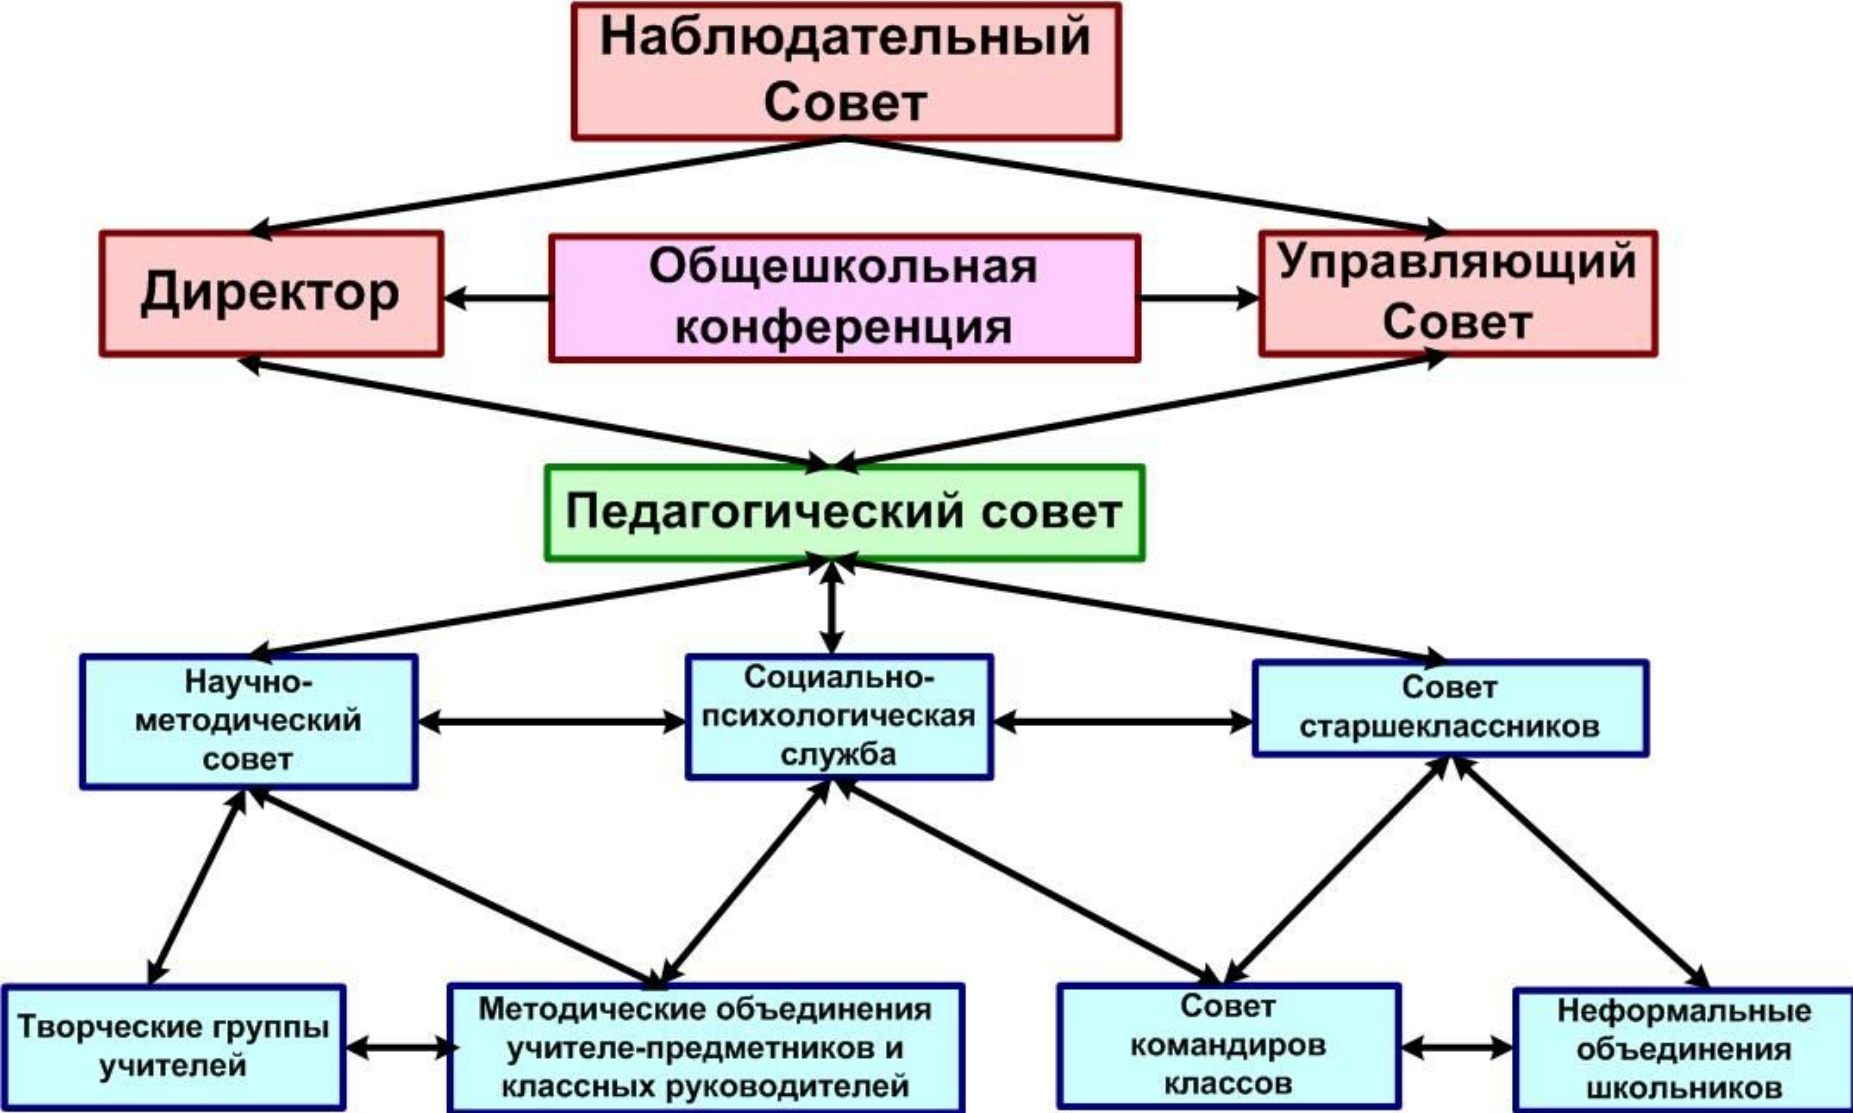 Наблюдательный
Совет
Директор
Общешкольная
конференция
Управляющий
Совет
Педагогический совет
Научно-
методический
совет
Социально-
психологическая
служба
Совет
старшеклассников
Творческие группы
учителей
Методические объединения
учителе-предметников и
классных руководителей
Совет
командиров
классов
Неформальные
объединения
школьников